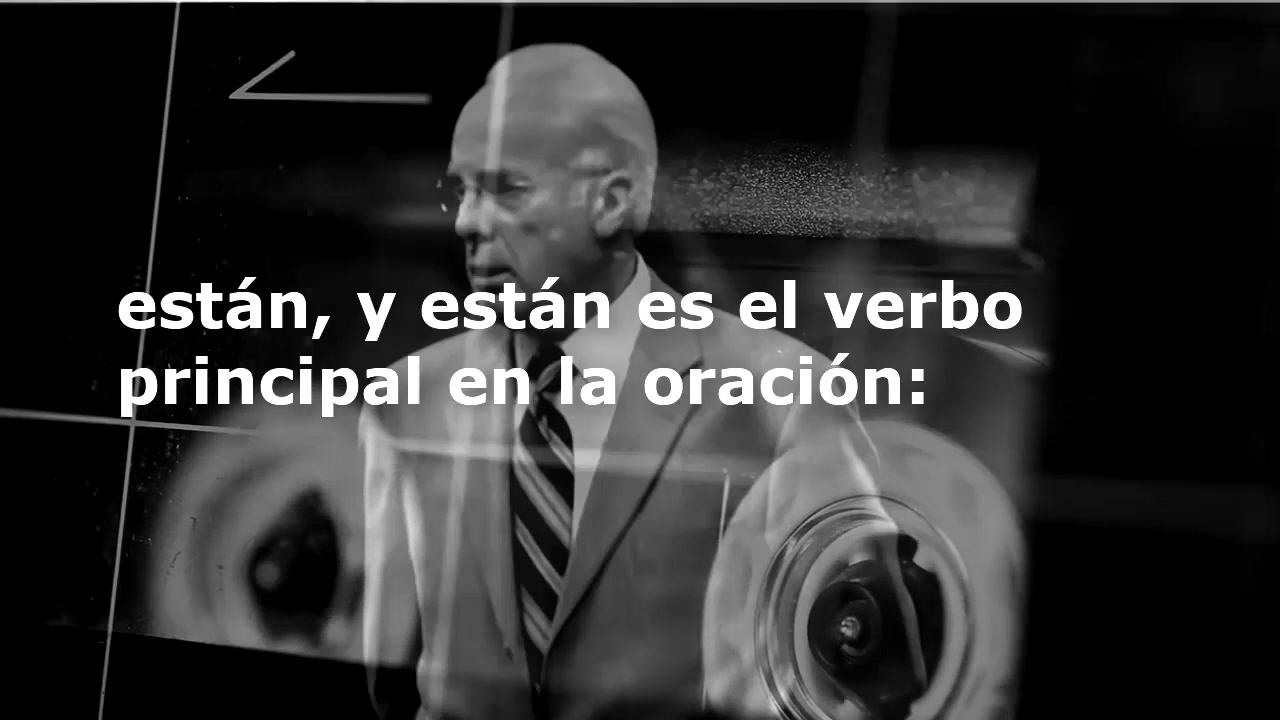 están, y están es el verbo
principal en la oración: